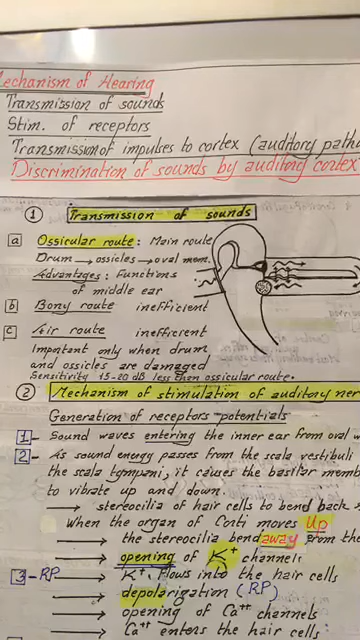 Mechanism of Hearing
Transmission of sounds
Stim. of receptors
Transmission of impulses to cortex (auditory path
Discrimination of sounds by auditory cortex
1 Transmission of sounds
a Ossicular route: Main route
Drum → ossicles → oval mem.
Advantages: Functions
of middle ear
b Bony route inefficient
c Air route inefficient
Important only when drum
and ossicles are damaged
Sensitivity 15-20 dB less than ossicular route.
2 Mechanism of stimulation of auditory ner
Generation of receptors potentials
1- Sound waves entering the inner ear from oval w
2- As sound energy passes from the scala vestibuli
the scala tympani, it causes the basilar memb
to vibrate up and down.
→ stereocilia of hair cells to bend back
When the organ of Corti moves Up
→ the stereocilia bend away from the
→ opening of K+ channels
3-RP → K+ flows into the hair cells
→ depolarization (RP)
→ opening of Ca++ channels
→ Ca++ enters the hair cells